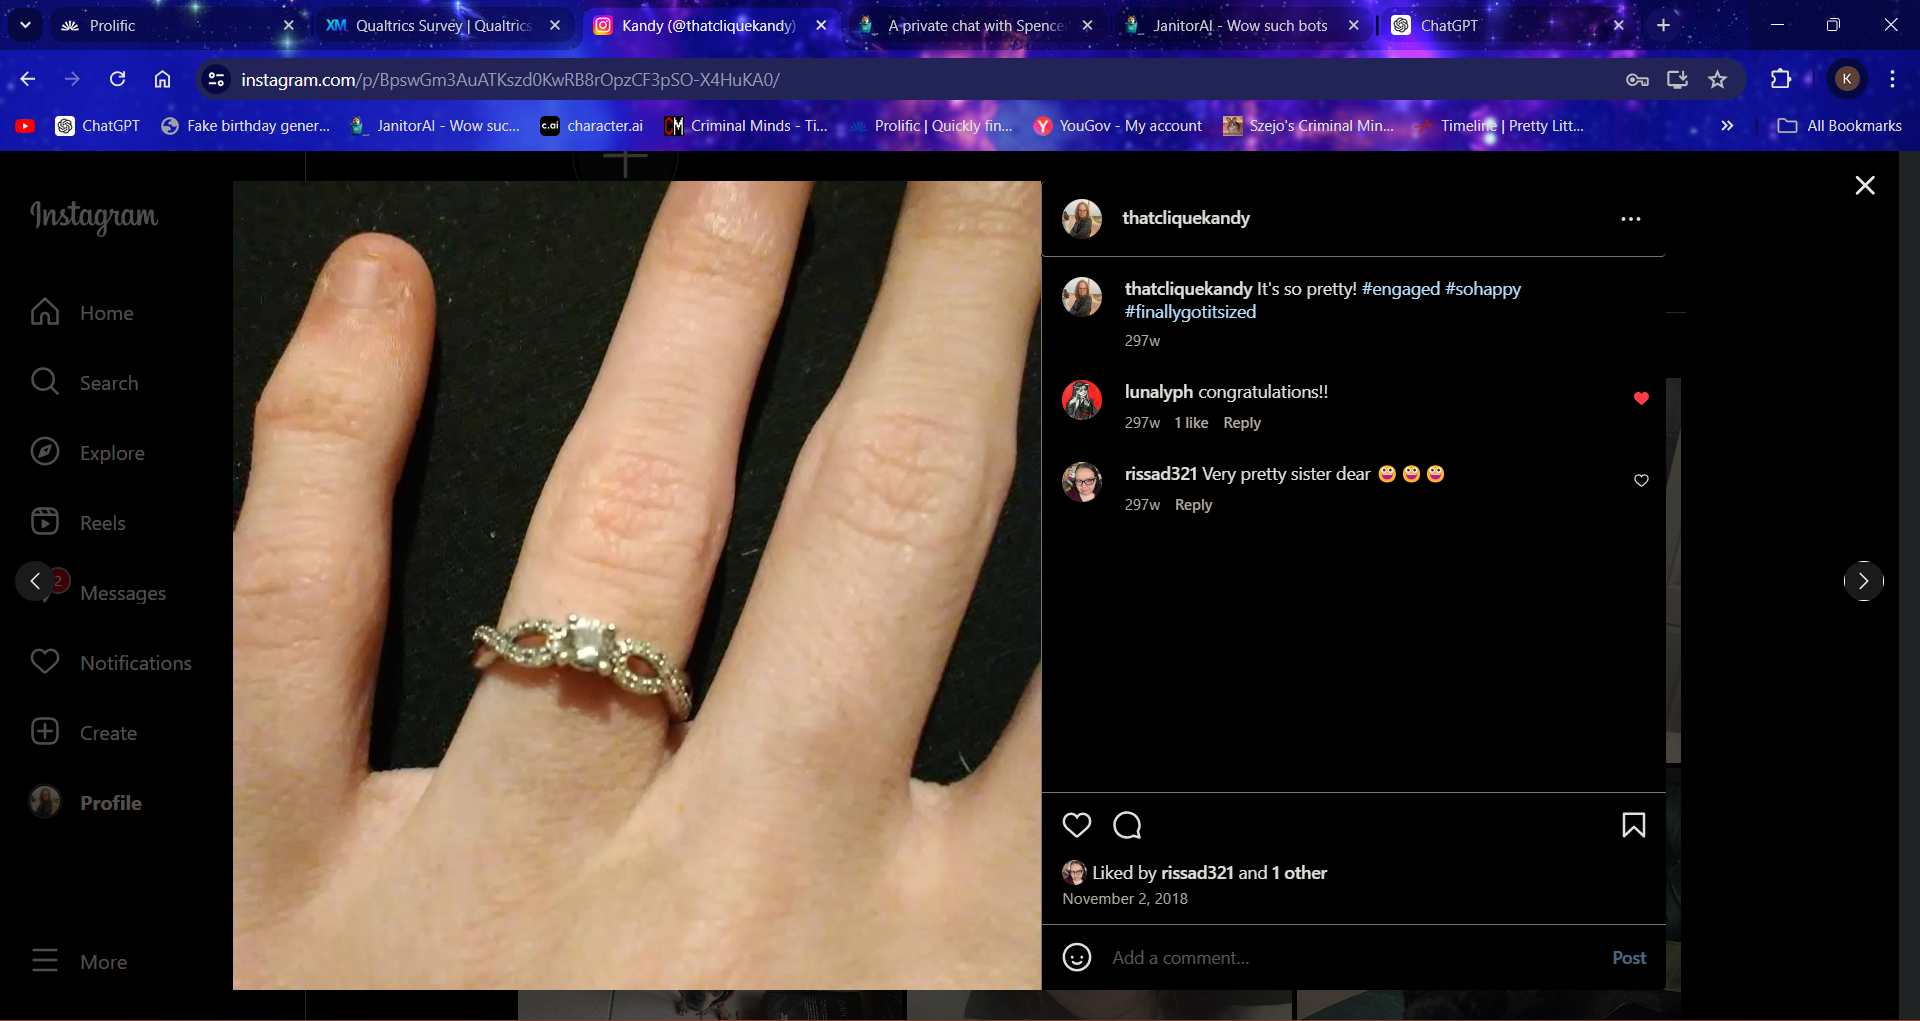 Prolific
XM Qualtrics Survey | Qualtrics
Kandy (@thatcliquekandy)
A private chat with Spencer
JanitorAI - Wow such bots
ChatGPT
instagram.com/p/BpswGm3AuATKszd0KwRB8rOpzCF3pSO-X4HuKA0/
K
ChatGPT
Fake birthday gener...
JanitorAI - Wow suc...
c.ai character.ai
CM Criminal Minds - Ti...
Prolific | Quickly fin...
Y YouGov - My account
Szejo's Criminal Min...
Timeline | Pretty Litt...
All Bookmarks
Instagram
Home
Search
Explore
Reels
2
Messages
Notifications
Create
Profile
More
thatcliquekandy
thatcliquekandy It's so pretty! #engaged #sohappy
#finallygotitsized
297w
lunalyph congratulations!!
297w 1 like Reply
rissad321 Very pretty sister dear 😀😀😀
297w Reply
Liked by rissad321 and 1 other
November 2, 2018
Add a comment...
Post